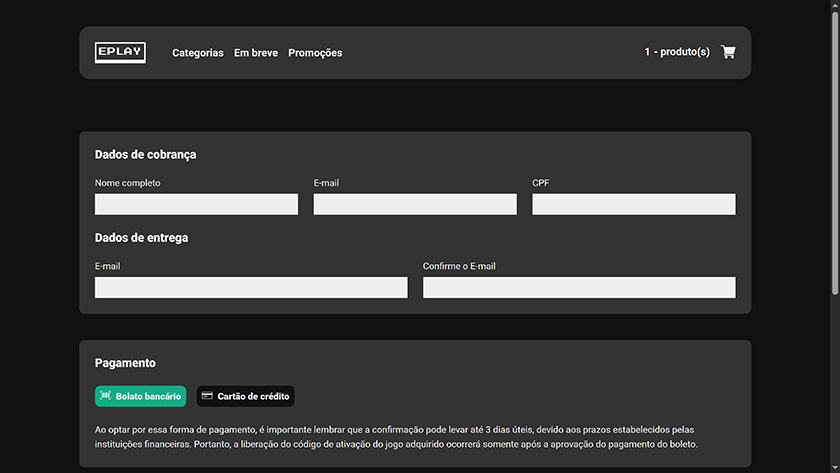 EPLAY Categorias Em breve Promoções 1 - produto(s)
Dados de cobrança
Nome completo E-mail CPF
Dados de entrega
E-mail Confirme o E-mail
Pagamento
Bolato bancário Cartão de crédito
Ao optar por essa forma de pagamento, é importante lembrar que a confirmação pode levar até 3 dias úteis, devido aos prazos estabelecidos pelas
instituições financeiras. Portanto, a liberação do código de ativação do jogo adquirido ocorrerá somente após a aprovação do pagamento do boleto.